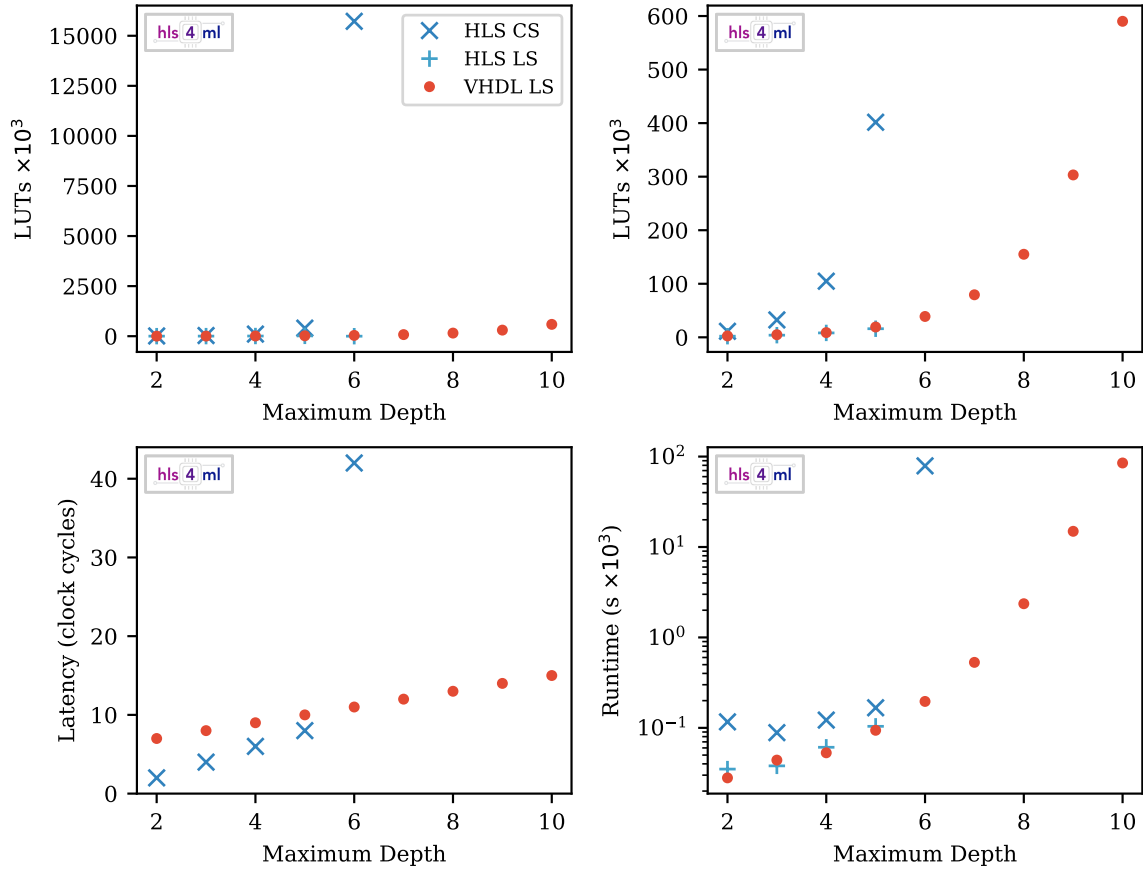 hls 4 ml
HLS CS
HLS LS
VHDL LS
15000
12500
10000
7500
5000
2500
0
LUTs ×10³
2 4 6 8 10
Maximum Depth
hls 4 ml
600
500
400
300
200
100
0
LUTs ×10³
2 4 6 8 10
Maximum Depth
hls 4 ml
40
30
20
10
0
Latency (clock cycles)
2 4 6 8 10
Maximum Depth
hls 4 ml
10²
10¹
10⁰
10⁻¹
Runtime (s ×10³)
2 4 6 8 10
Maximum Depth